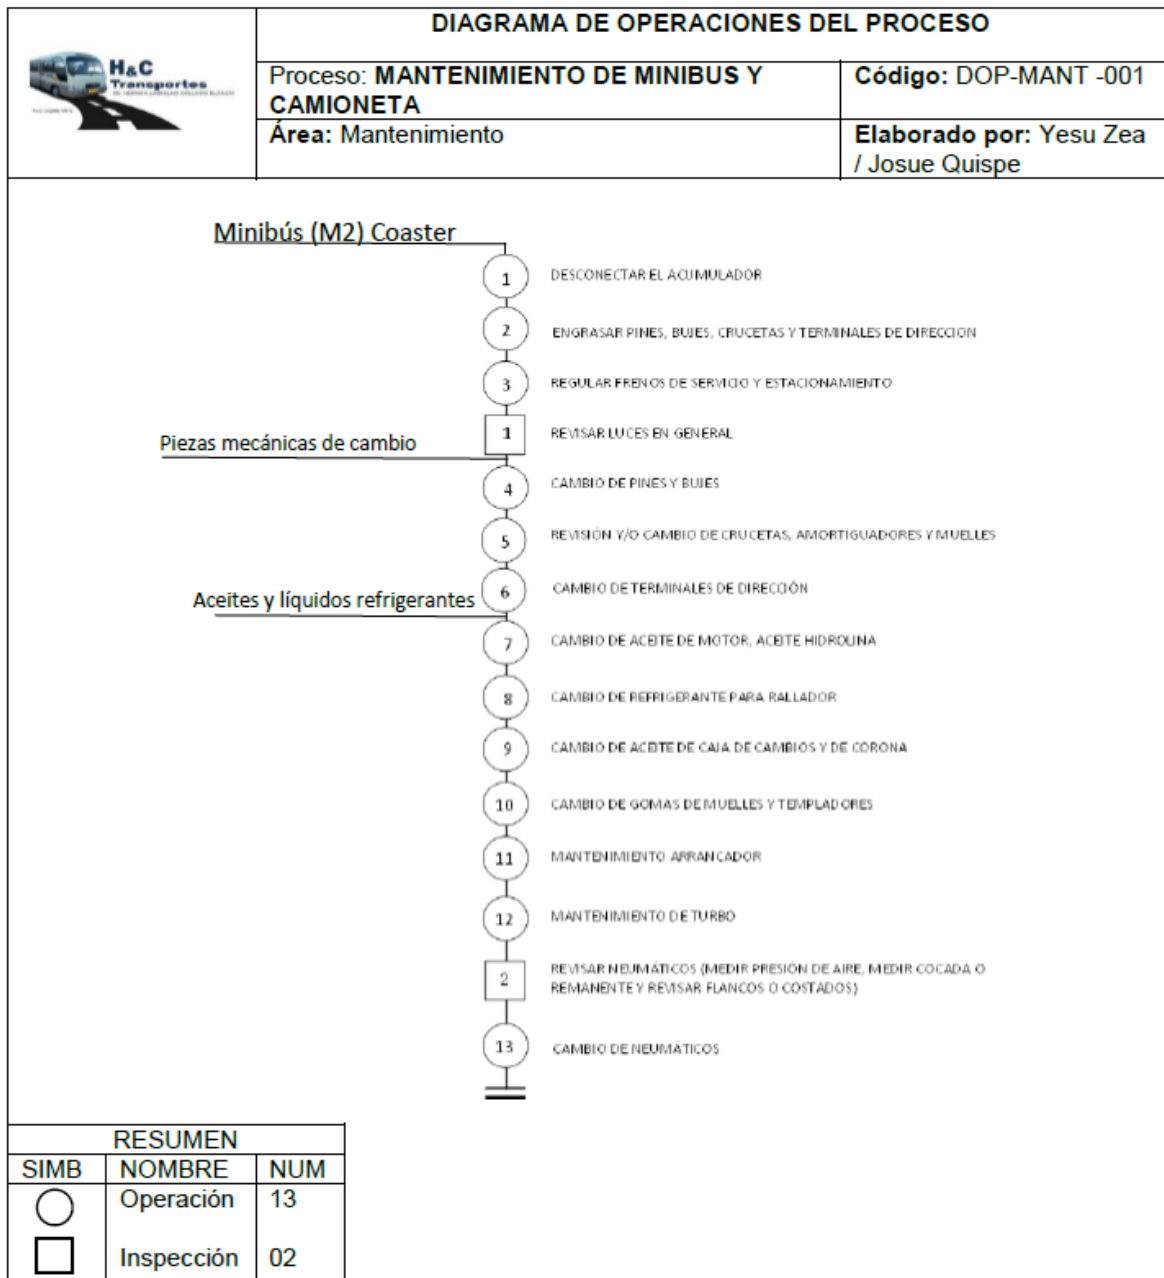 DIAGRAMA DE OPERACIONES DEL PROCESO
H&C
Transportes
Proceso: MANTENIMIENTO DE MINIBUS Y
CAMIONETA
Código: DOP-MANT -001
Área: Mantenimiento
Elaborado por: Yesu Zea
/ Josue Quispe
Minibús (M2) Coaster
1 DESCONECTAR EL ACUMULADOR
2 ENGRASAR PINES, BUJES, CRUCETAS Y TERMINALES DE DIRECCION
3 REGULAR FRENOS DE SERVICIO Y ESTACIONAMIENTO
1 REVISAR LUCES EN GENERAL
Piezas mecánicas de cambio
4 CAMBIO DE PINES Y BUJES
5 REVISIÓN Y/O CAMBIO DE CRUCETAS, AMORTIGUADORES Y MUELLES
6 CAMBIO DE TERMINALES DE DIRECCIÓN
Aceites y líquidos refrigerantes
7 CAMBIO DE ACEITE DE MOTOR, ACEITE HIDROLINA
8 CAMBIO DE REFRIGERANTE PARA RALLADOR
9 CAMBIO DE ACEITE DE CAJA DE CAMBIOS Y DE CORONA
10 CAMBIO DE GOMAS DE MUELLES Y TEMPLADORES
11 MANTENIMIENTO ARRANCADOR
12 MANTENIMIENTO DE TURBO
2 REVISAR NEUMÁTICOS (MEDIR PRESIÓN DE AIRE, MEDIR COCADA O
REMANENTE Y REVISAR FLANCOS O COSTADOS)
13 CAMBIO DE NEUMÁTICOS
RESUMEN
SIMB NOMBRE NUM
Operación 13
Inspección 02